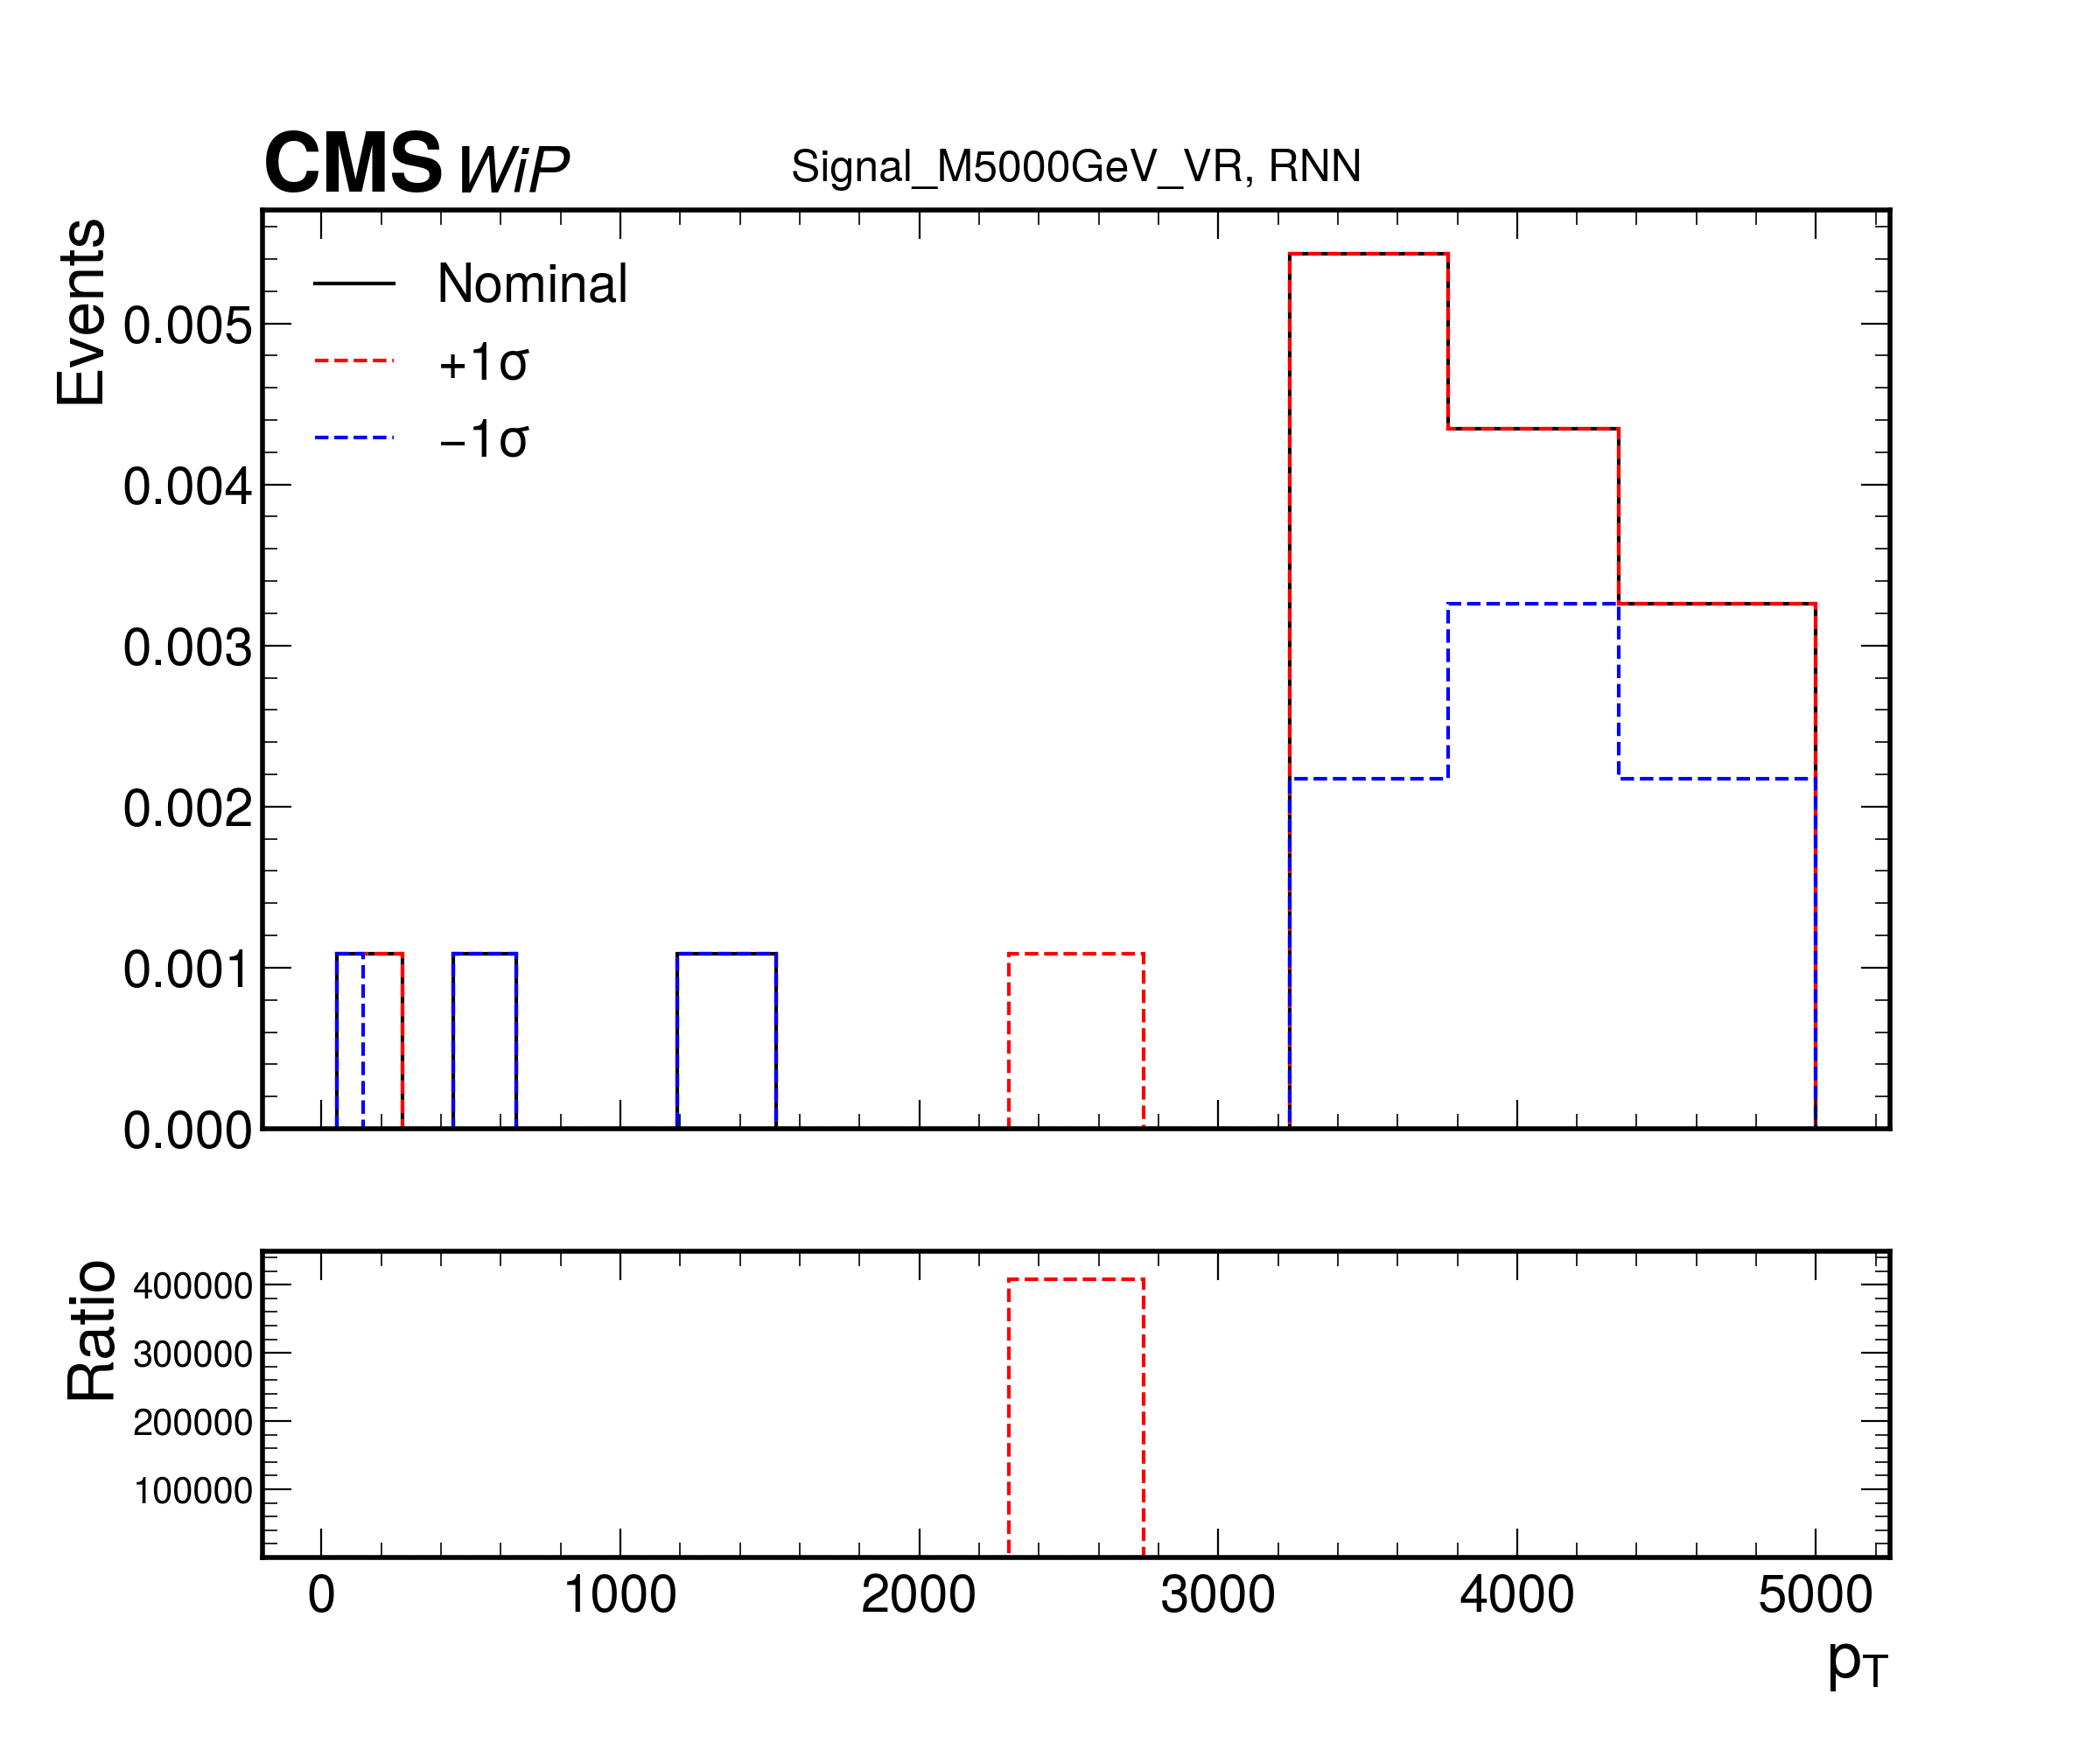 CMS WiP
Signal_M5000GeV_VR, RNN
Events
Nominal
+1σ
−1σ
0.005
0.004
0.003
0.002
0.001
0.000
Ratio
400000
300000
200000
100000
0 1000 2000 3000 4000 5000
pT